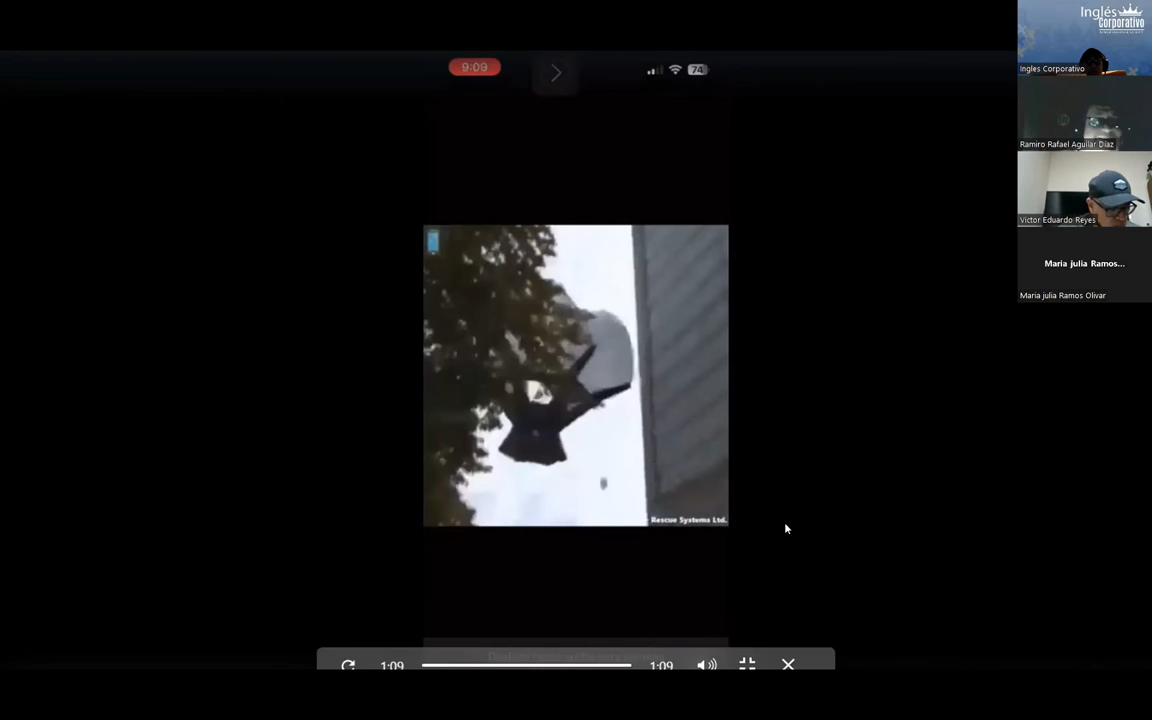 9:09
74
Rescue Systems Ltd.
1:09
1:09
Inglés
Corporativo
Ingles Corporativo
Ramiro Rafael Aguilar Díaz
Victor Eduardo Reyes
Maria julia Ramos...
Maria julia Ramos Olivar